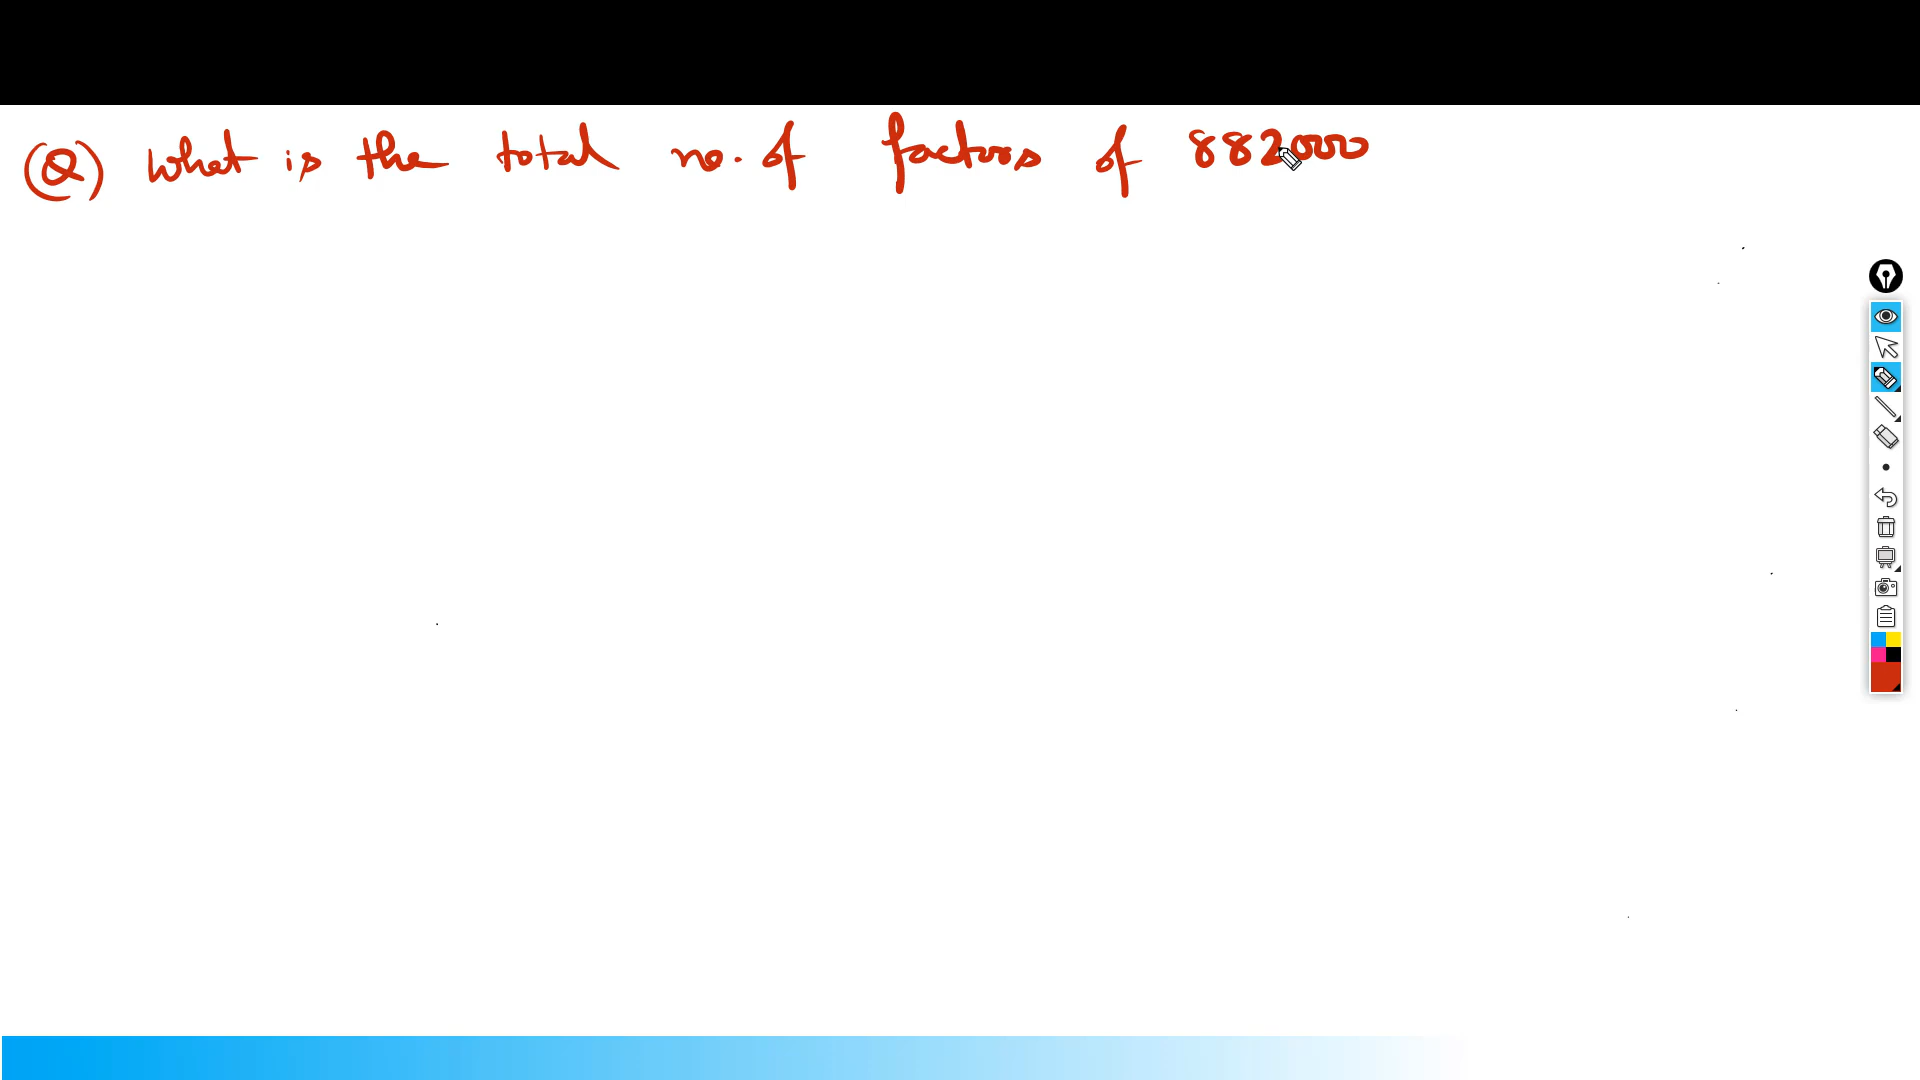 (Q) What is the total no. of factors of 882000